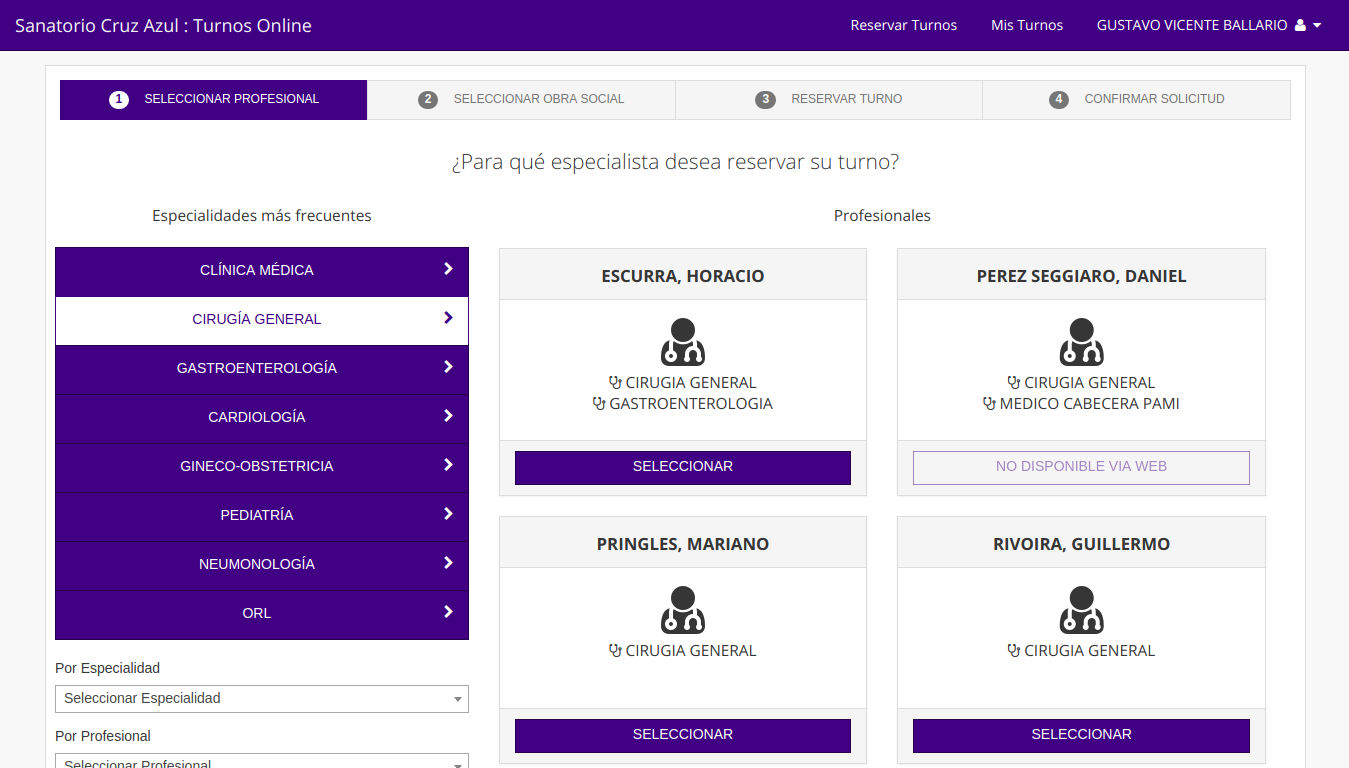 Sanatorio Cruz Azul : Turnos Online
Reservar Turnos
Mis Turnos
GUSTAVO VICENTE BALLARIO
1 SELECCIONAR PROFESIONAL
2 SELECCIONAR OBRA SOCIAL
3 RESERVAR TURNO
4 CONFIRMAR SOLICITUD
¿Para qué especialista desea reservar su turno?
Especialidades más frecuentes
CLÍNICA MÉDICA
CIRUGÍA GENERAL
GASTROENTEROLOGÍA
CARDIOLOGÍA
GINECO-OBSTETRICIA
PEDIATRÍA
NEUMONOLOGÍA
ORL
Por Especialidad
Seleccionar Especialidad
Por Profesional
Seleccionar Profesional
Profesionales
ESCURRA, HORACIO
CIRUGIA GENERAL
GASTROENTEROLOGIA
SELECCIONAR
PEREZ SEGGIARO, DANIEL
CIRUGIA GENERAL
MEDICO CABECERA PAMI
NO DISPONIBLE VIA WEB
PRINGLES, MARIANO
CIRUGIA GENERAL
SELECCIONAR
RIVOIRA, GUILLERMO
CIRUGIA GENERAL
SELECCIONAR